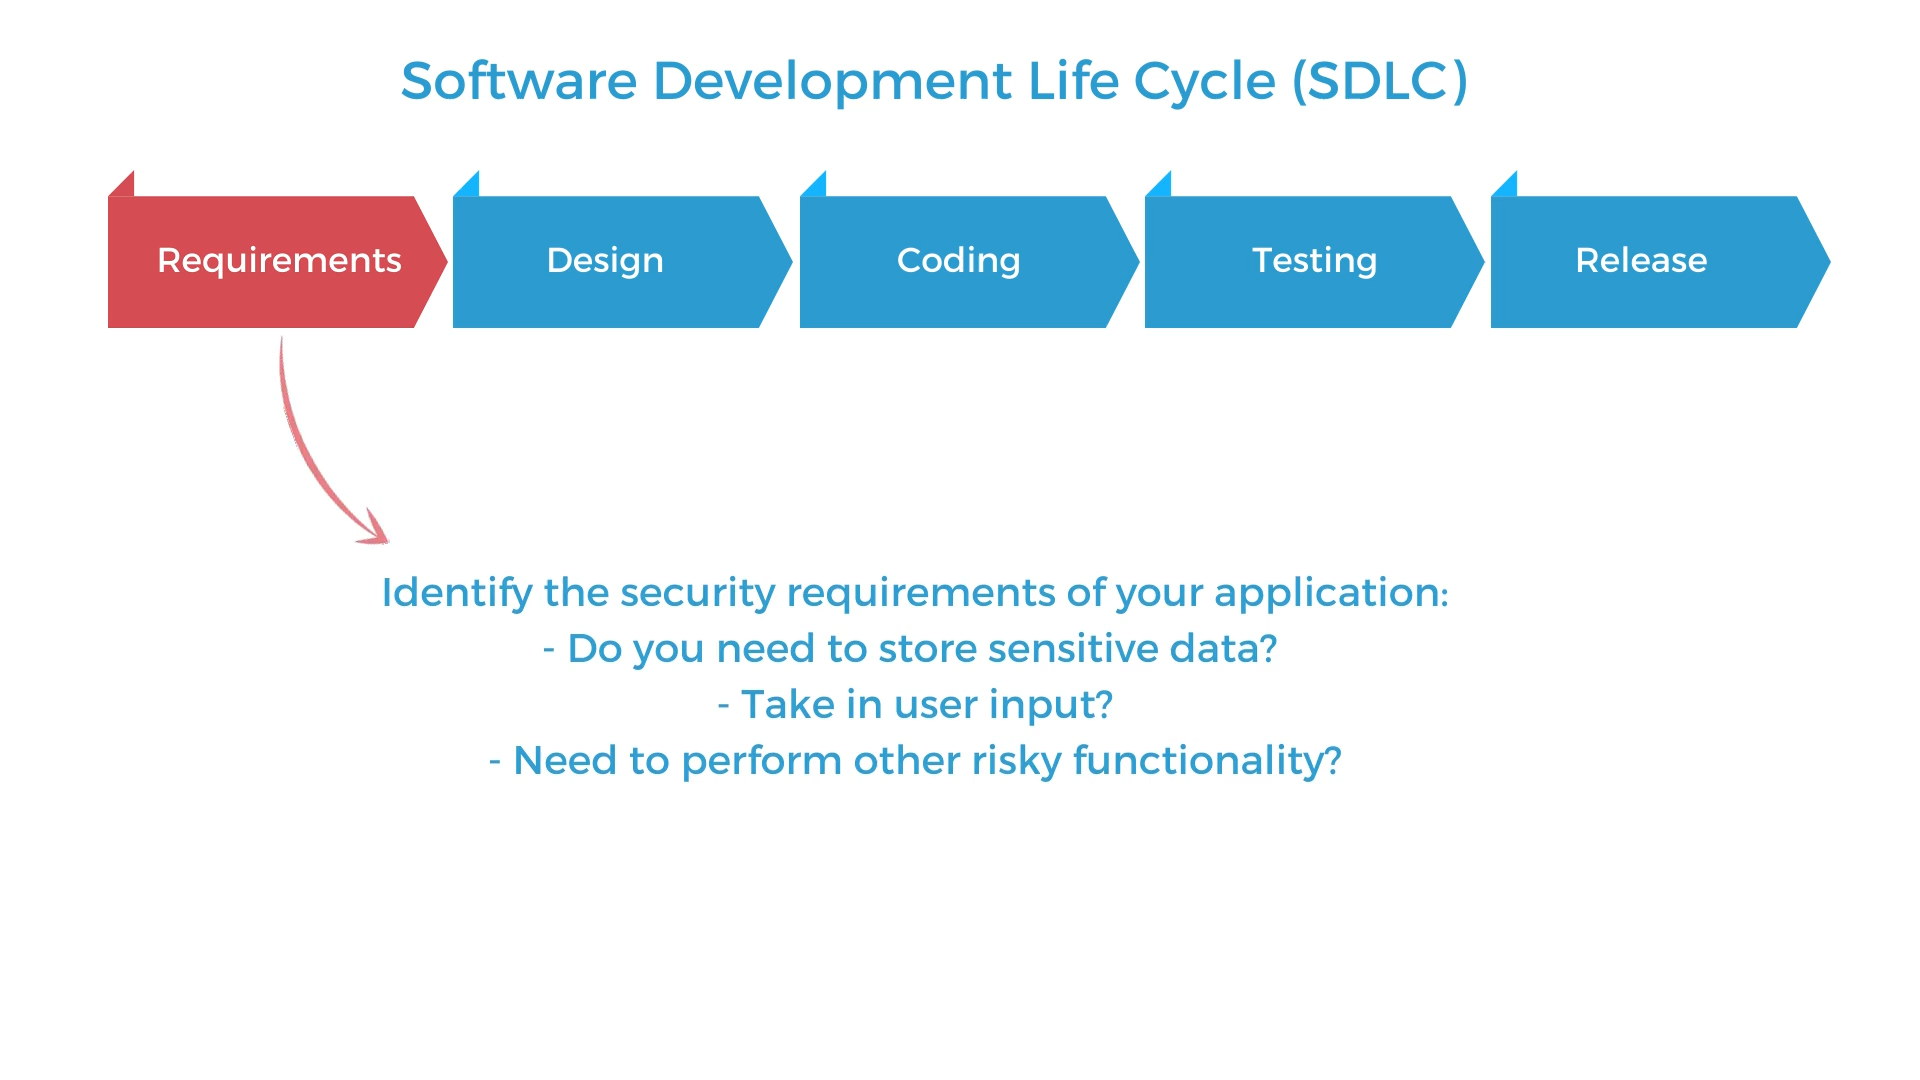 Software Development Life Cycle (SDLC)
Requirements
Design
Coding
Testing
Release
Identify the security requirements of your application:
- Do you need to store sensitive data?
- Take in user input?
- Need to perform other risky functionality?